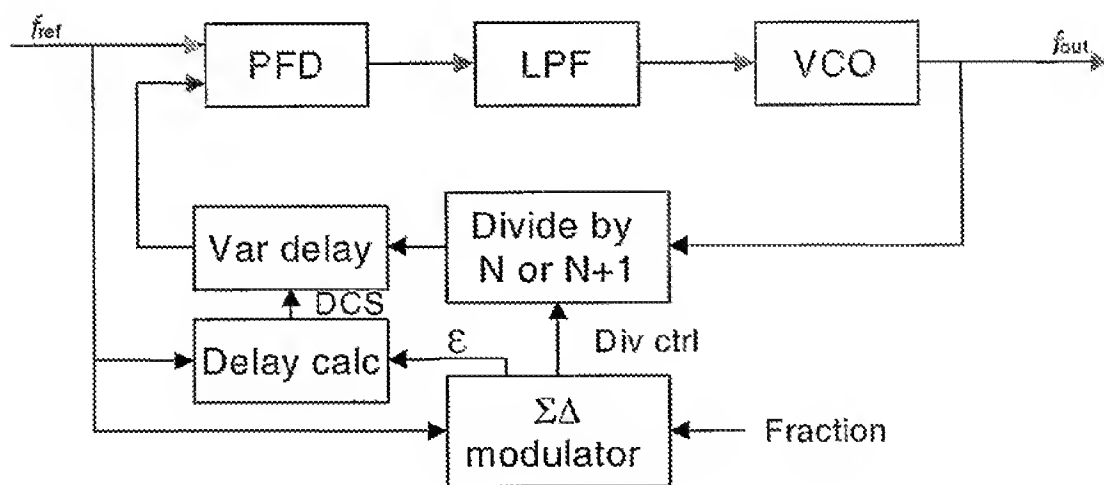 fref
PFD
LPF
VCO
fout
Var delay
Divide by
N or N+1
DCS
Delay calc
ε
Div ctrl
ΣΔ
modulator
Fraction